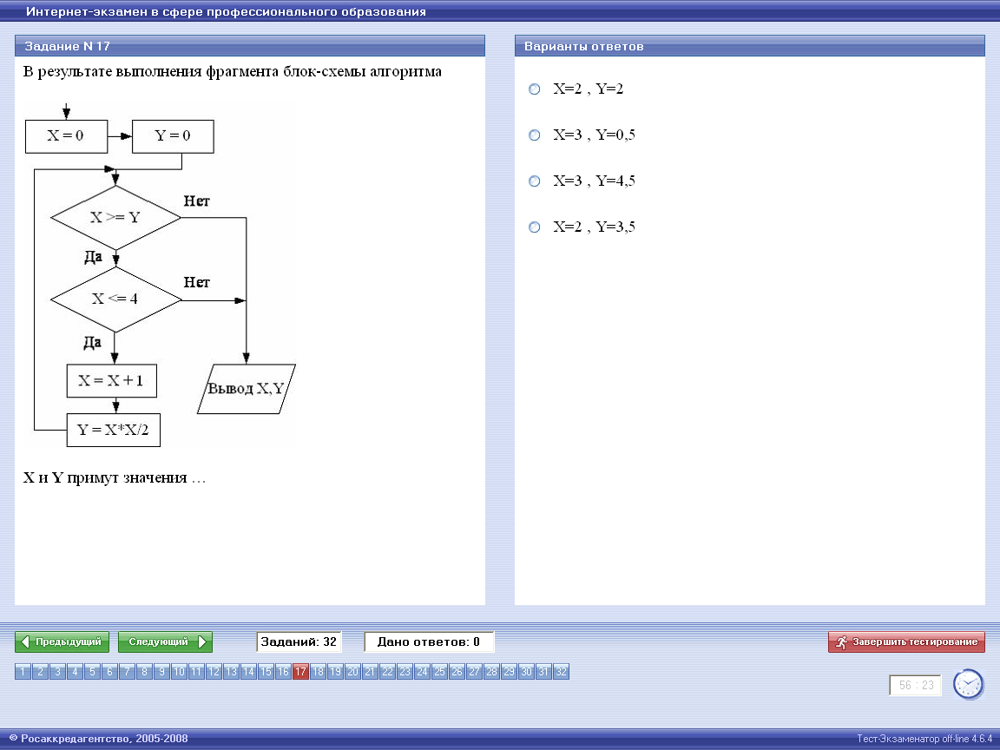 Интернет-экзамен в сфере профессионального образования
Задание N 17
В результате выполнения фрагмента блок-схемы алгоритма
X = 0
Y = 0
X >= Y
Нет
Да
X <= 4
Нет
Да
X = X + 1
Вывод X,Y
Y = X*X/2
X и Y примут значения …
Варианты ответов
X=2 , Y=2
X=3 , Y=0,5
X=3 , Y=4,5
X=2 , Y=3,5
Предыдущий
Следующий
Заданий: 32
Дано ответов: 0
Завершить тестирование
1 2 3 4 5 6 7 8 9 10 11 12 13 14 15 16 17 18 19 20 21 22 23 24 25 26 27 28 29 30 31 32
56 : 23
© Росаккредагентство, 2005-2008
Тест-Экзаменатор off-line 4.6.4